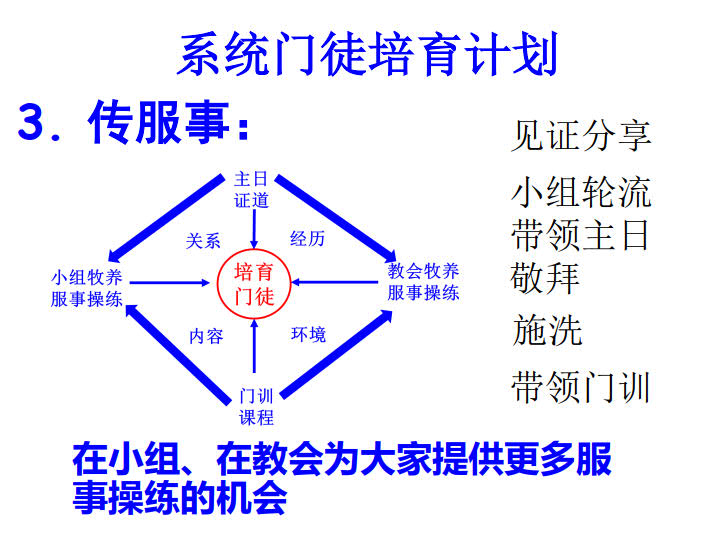 系统门徒培育计划
3. 传服事：
主日
证道
关系
经历
小组牧养
服事操练
培育
门徒
教会牧养
服事操练
内容
环境
门训
课程
见证分享
小组轮流
带领主日
敬拜
施洗
带领门训
在小组、在教会为大家提供更多服
事操练的机会